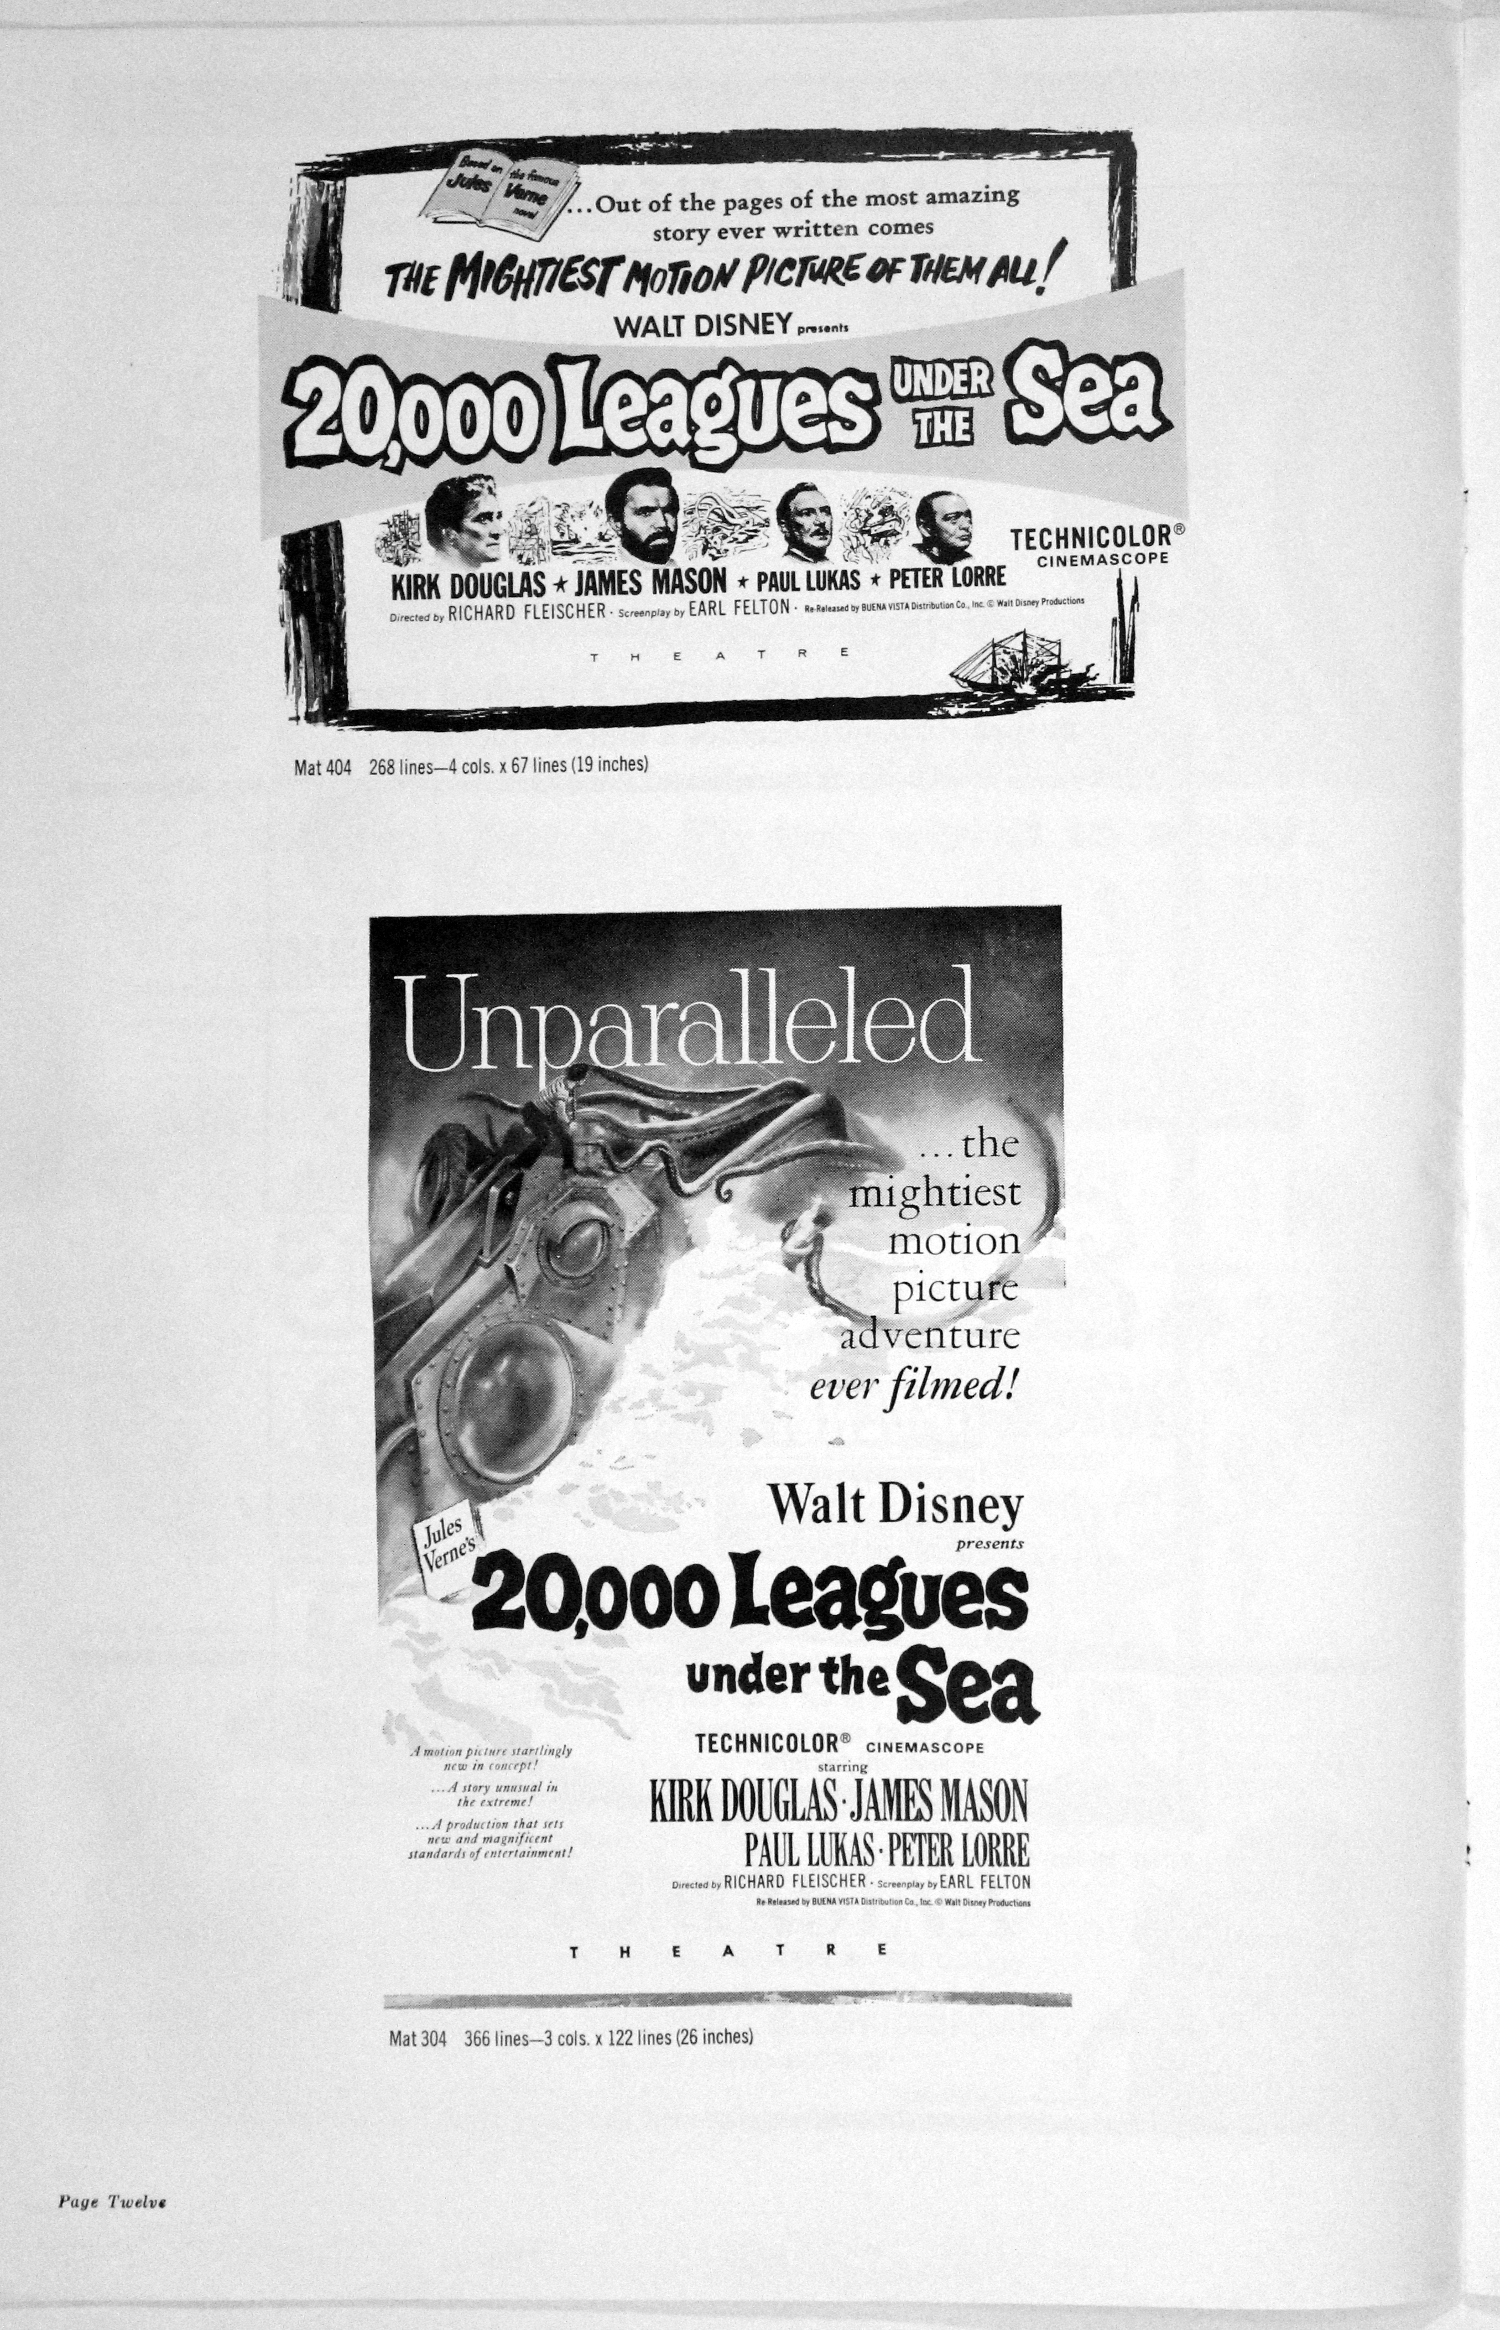 Based on the famous
Jules Verne
novel
...Out of the pages of the most amazing
story ever written comes
THE MIGHTIEST MOTION PICTURE OF THEM ALL!
WALT DISNEY presents
20,000 Leagues UNDER THE Sea
TECHNICOLOR®
CINEMASCOPE
KIRK DOUGLAS ★ JAMES MASON ★ PAUL LUKAS ★ PETER LORRE
Directed by RICHARD FLEISCHER · Screenplay by EARL FELTON · Re-Released by BUENA VISTA Distribution Co., Inc. © Walt Disney Productions
THEATRE
Mat 404 268 lines—4 cols. x 67 lines (19 inches)
Unparalleled
...the
mightiest
motion
picture
adventure
ever filmed!
Walt Disney
presents
Jules
Verne's
20,000 Leagues
under the Sea
TECHNICOLOR® CINEMASCOPE
starring
KIRK DOUGLAS · JAMES MASON
PAUL LUKAS · PETER LORRE
Directed by RICHARD FLEISCHER · Screenplay by EARL FELTON
Re-Released by BUENA VISTA Distribution Co., Inc. © Walt Disney Productions
A motion picture startlingly
new in concept!
...A story unusual in
the extreme!
...A production that sets
new and magnificent
standards of entertainment!
THEATRE
Mat 304 366 lines—3 cols. x 122 lines (26 inches)
Page Twelve